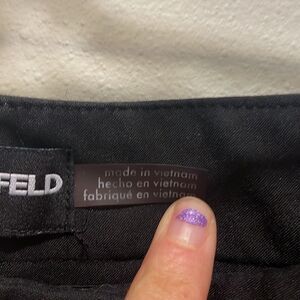 FELD
made in vietnam
hecho en vietnam
fabriqué en vietnam